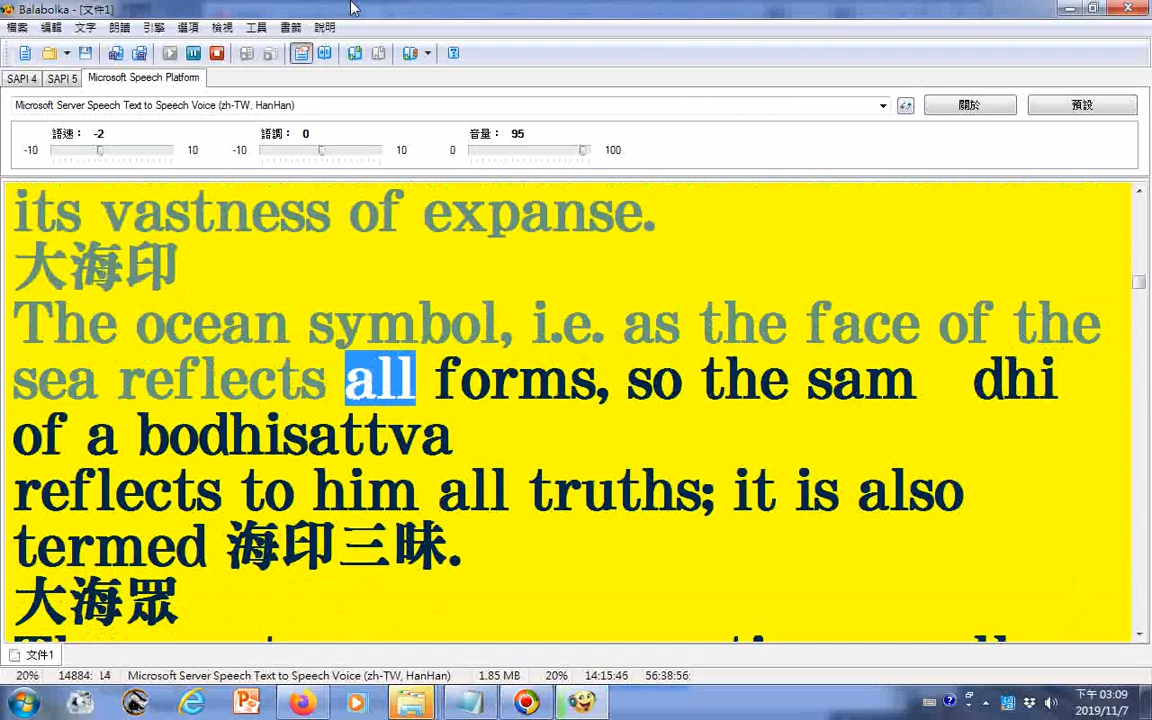 Balabolka - [文件1]
檔案 編輯 文字 朗讀 引擎 選項 檢視 工具 書籤 說明
SAPI 4 SAPI 5 Microsoft Speech Platform
Microsoft Server Speech Text to Speech Voice (zh-TW, HanHan) 關於 預設
語速： -2 語調： 0 音量： 95
-10 10 -10 10 0 100
its vastness of expanse.
大海印
The ocean symbol, i.e. as the face of the
sea reflects all forms, so the sam dhi
of a bodhisattva
reflects to him all truths; it is also
termed 海印三昧.
大海眾
文件1
20% 14884: 14 Microsoft Server Speech Text to Speech Voice (zh-TW, HanHan) 1.85 MB 20% 14:15:46 56:38:56
下午 03:09
2019/11/7